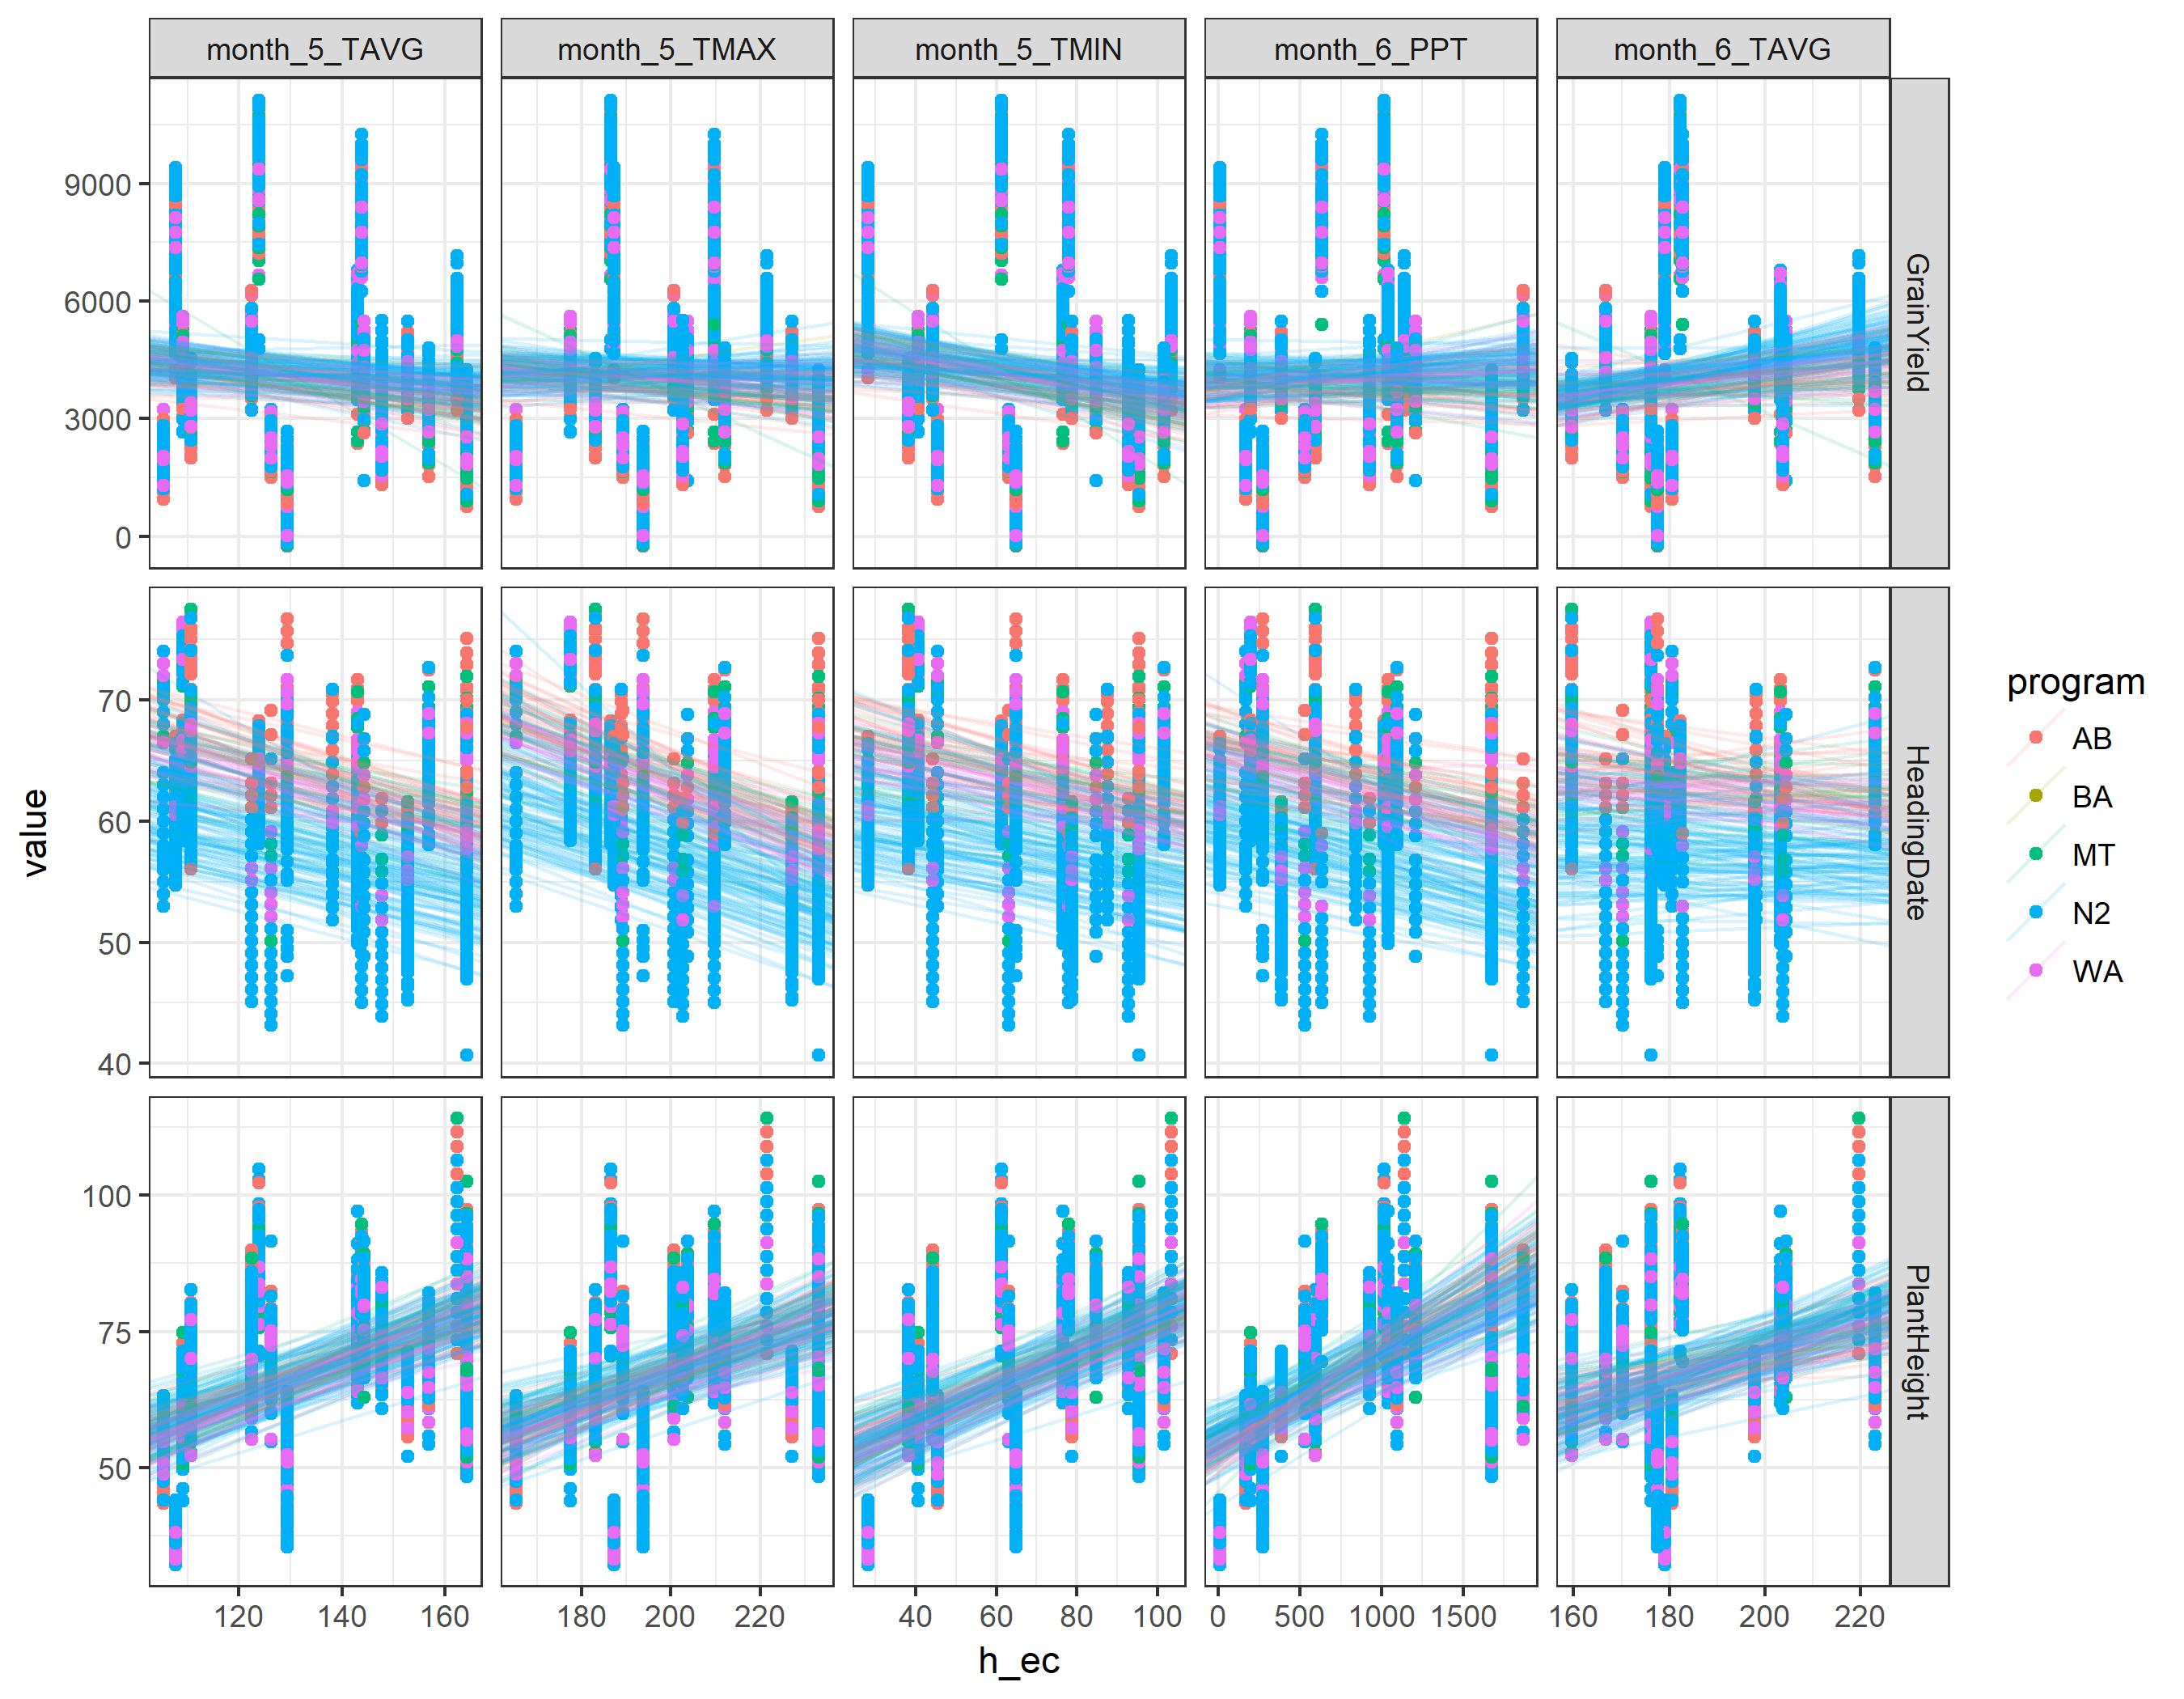 month_5_TAVG month_5_TMAX month_5_TMIN month_6_PPT month_6_TAVG
9000
6000
3000
0
GrainYield
70
60
50
40
HeadingDate
100
75
50
PlantHeight
value
120 140 160 180 200 220 40 60 80 100 0 500 1000 1500 160 180 200 220
h_ec
program
AB
BA
MT
N2
WA